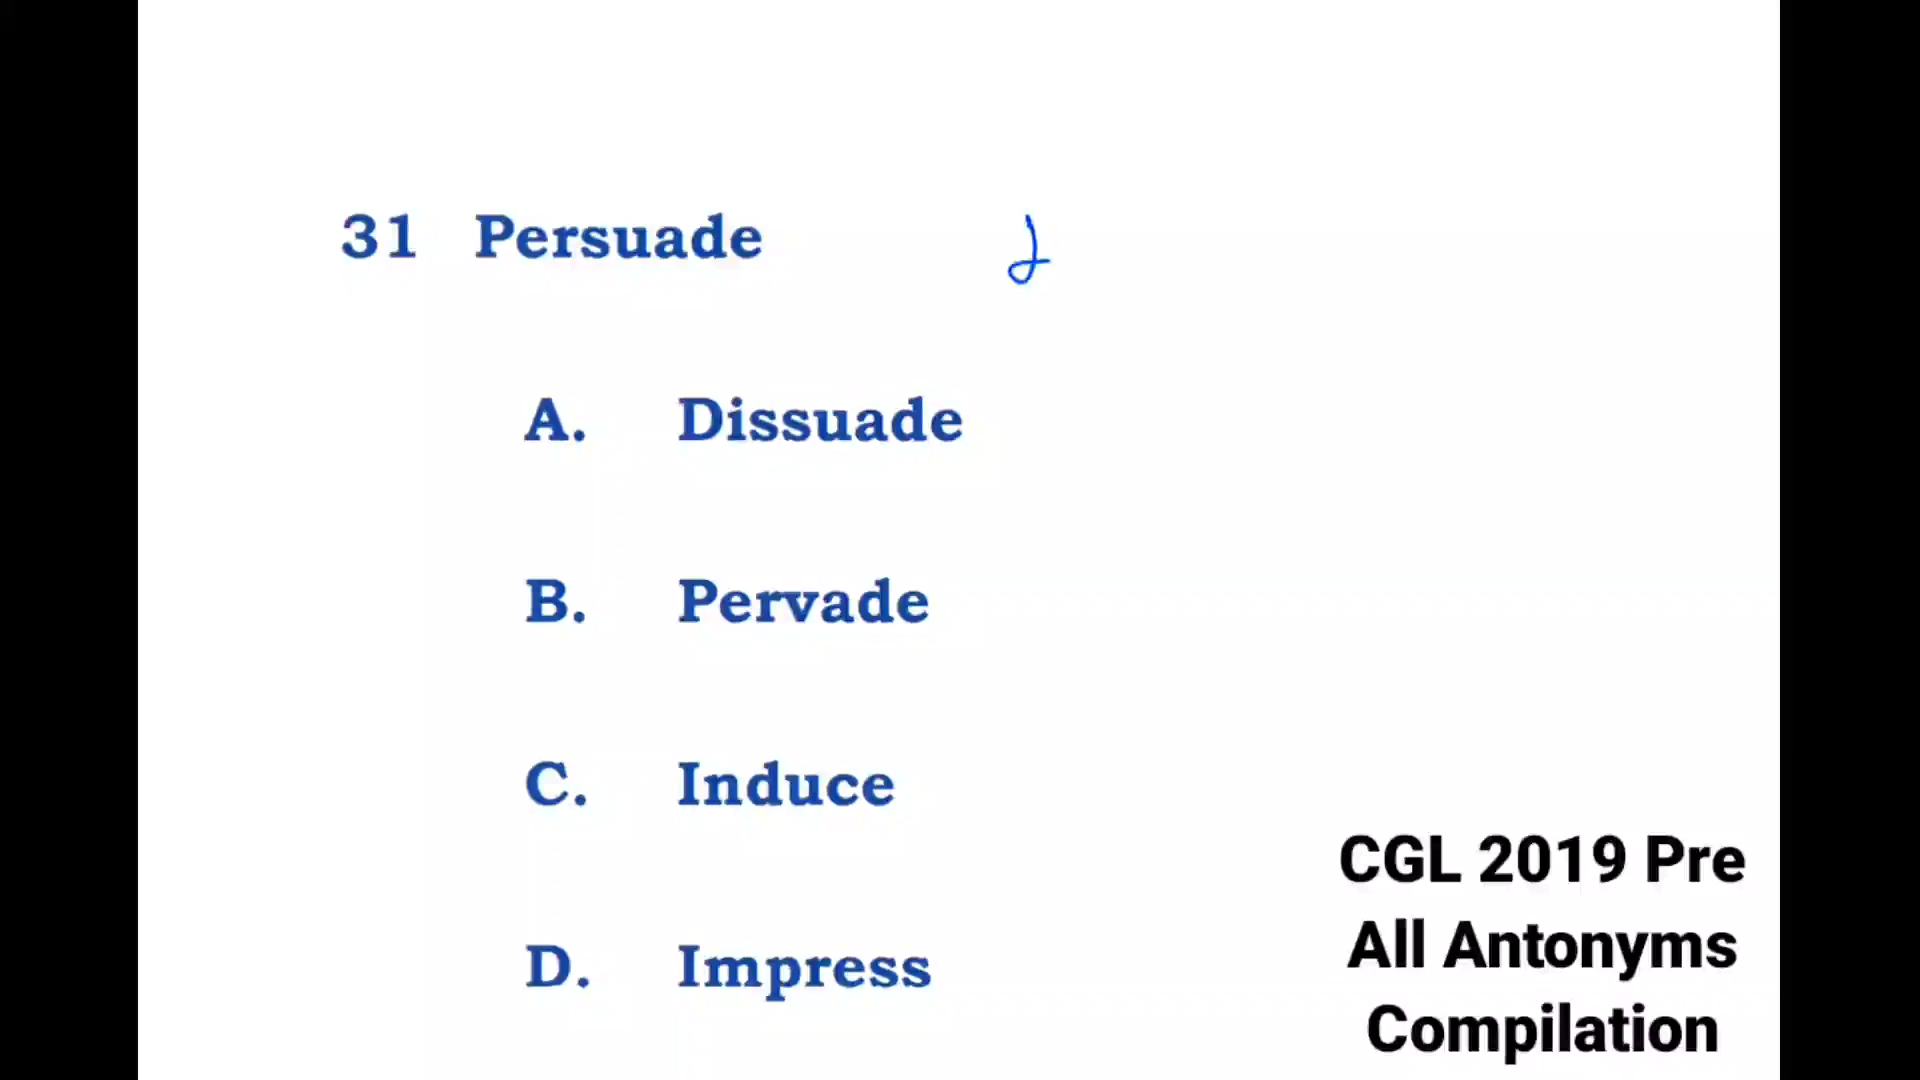 31 Persuade
A. Dissuade
B. Pervade
C. Induce
D. Impress
CGL 2019 Pre
All Antonyms
Compilation